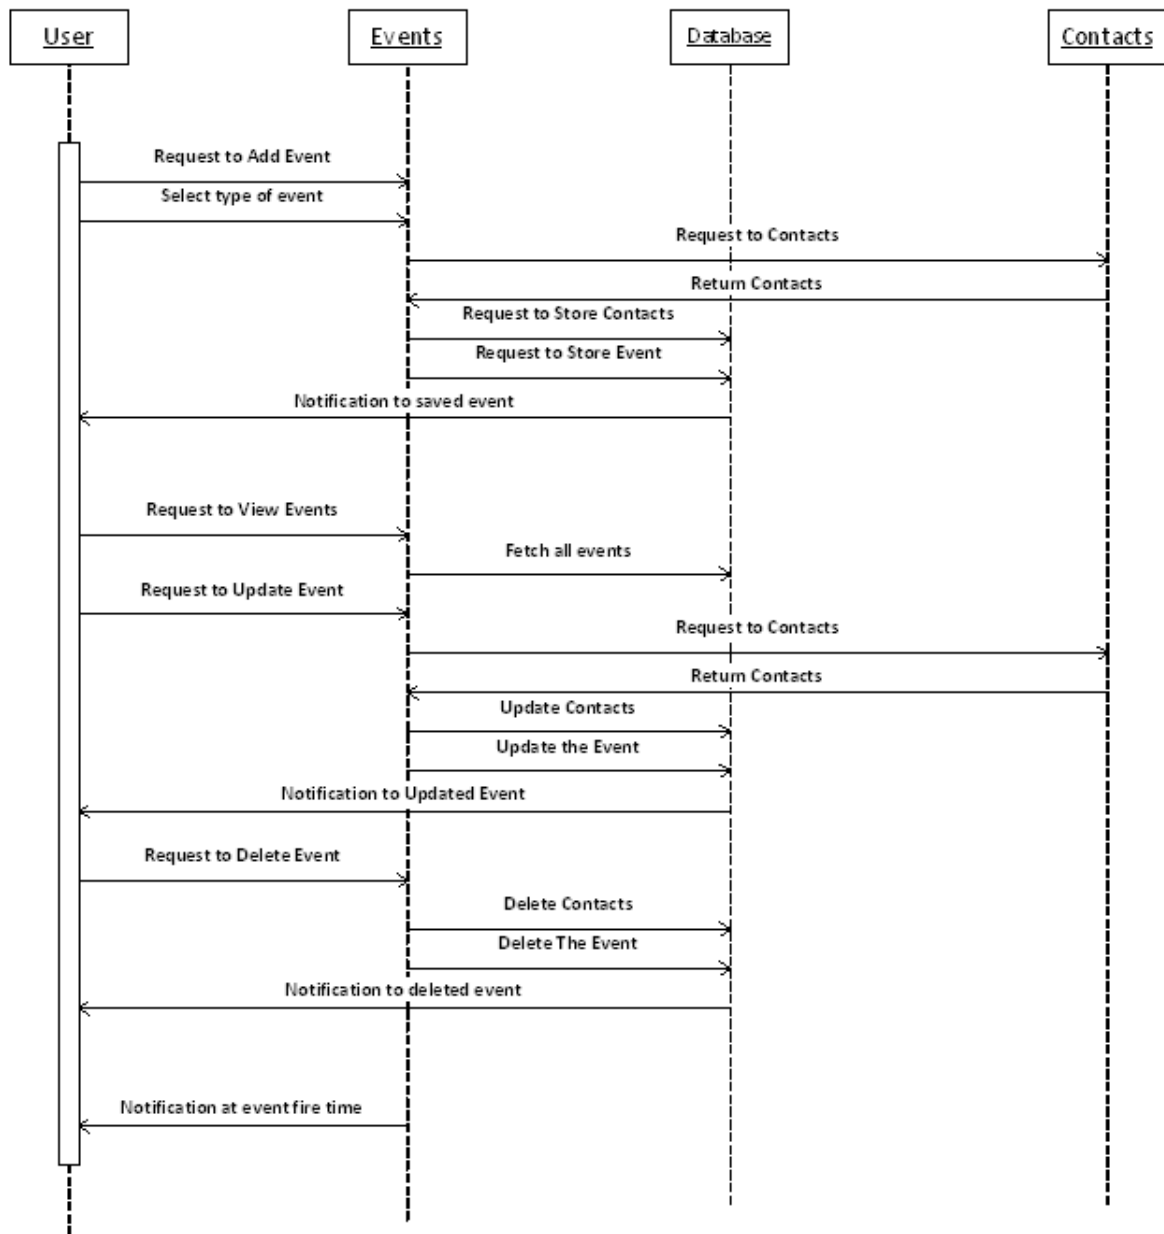 User
Events
Database
Contacts
Request to Add Event
Select type of event
Request to Contacts
Return Contacts
Request to Store Contacts
Request to Store Event
Notification to saved event
Request to View Events
Fetch all events
Request to Update Event
Request to Contacts
Return Contacts
Update Contacts
Update the Event
Notification to Updated Event
Request to Delete Event
Delete Contacts
Delete The Event
Notification to deleted event
Notification at event fire time